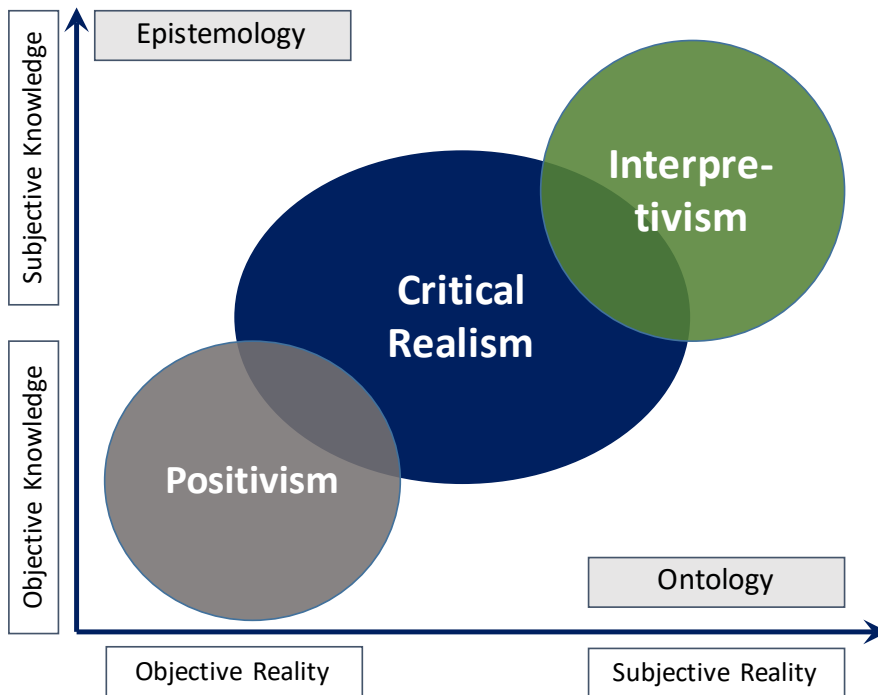 Epistemology
Subjective Knowledge
Interpre-
tivism
Critical
Realism
Objective Knowledge
Positivism
Ontology
Objective Reality
Subjective Reality